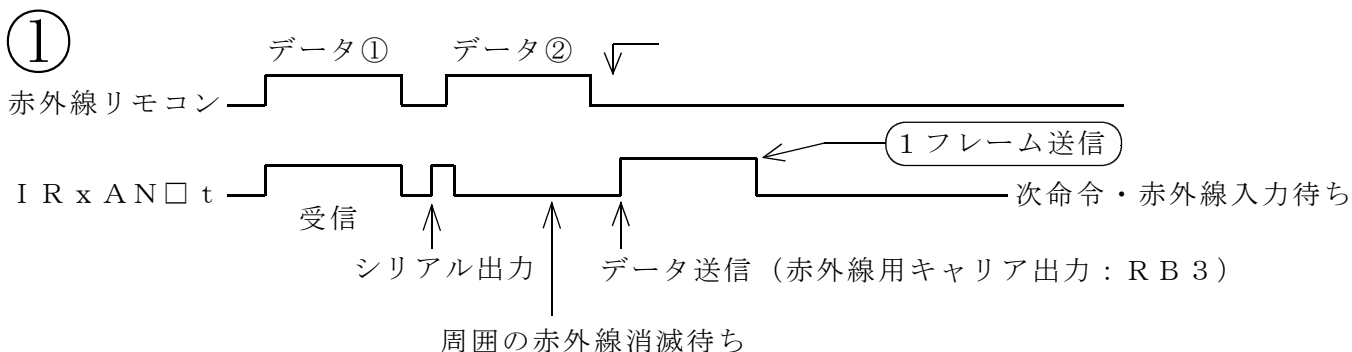 ①
データ① データ②
赤外線リモコン
1フレーム送信
IRxAN□t
次命令・赤外線入力待ち
受信
シリアル出力 データ送信(赤外線用キャリア出力:RB3)
周囲の赤外線消滅待ち